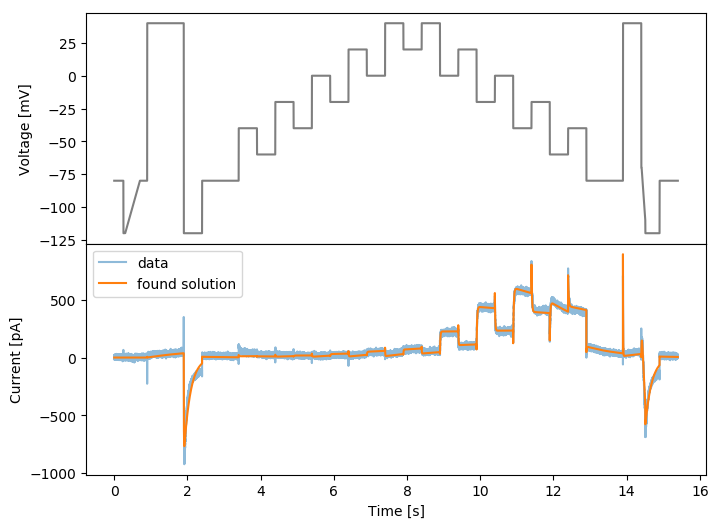 25
0
−25
−50
−75
−100
−125
Voltage [mV]
data
found solution
500
0
−500
−1000
Current [pA]
0 2 4 6 8 10 12 14 16
Time [s]